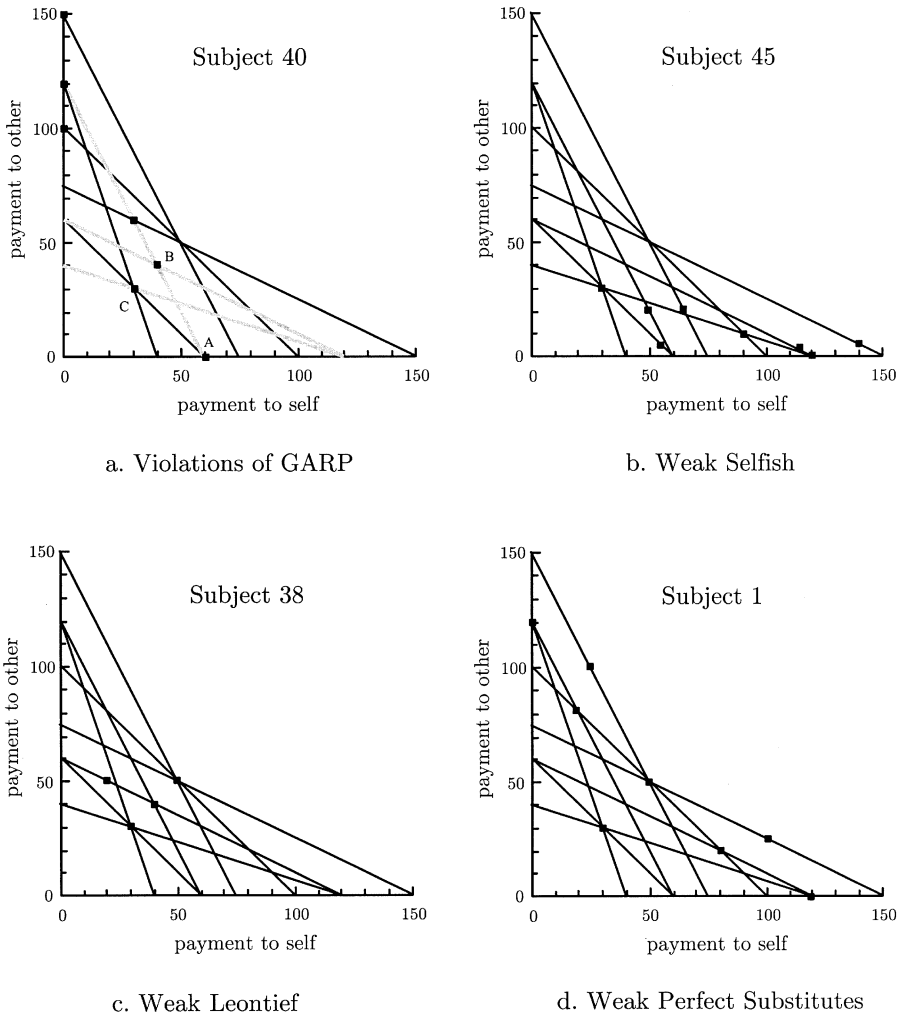 Subject 40
payment to other
150
100
50
0
B
C
A
0 50 100 150
payment to self
a. Violations of GARP
Subject 45
payment to other
150
100
50
0
0 50 100 150
payment to self
b. Weak Selfish
Subject 38
payment to other
150
100
50
0
0 50 100 150
payment to self
c. Weak Leontief
Subject 1
payment to other
150
100
50
0
0 50 100 150
payment to self
d. Weak Perfect Substitutes